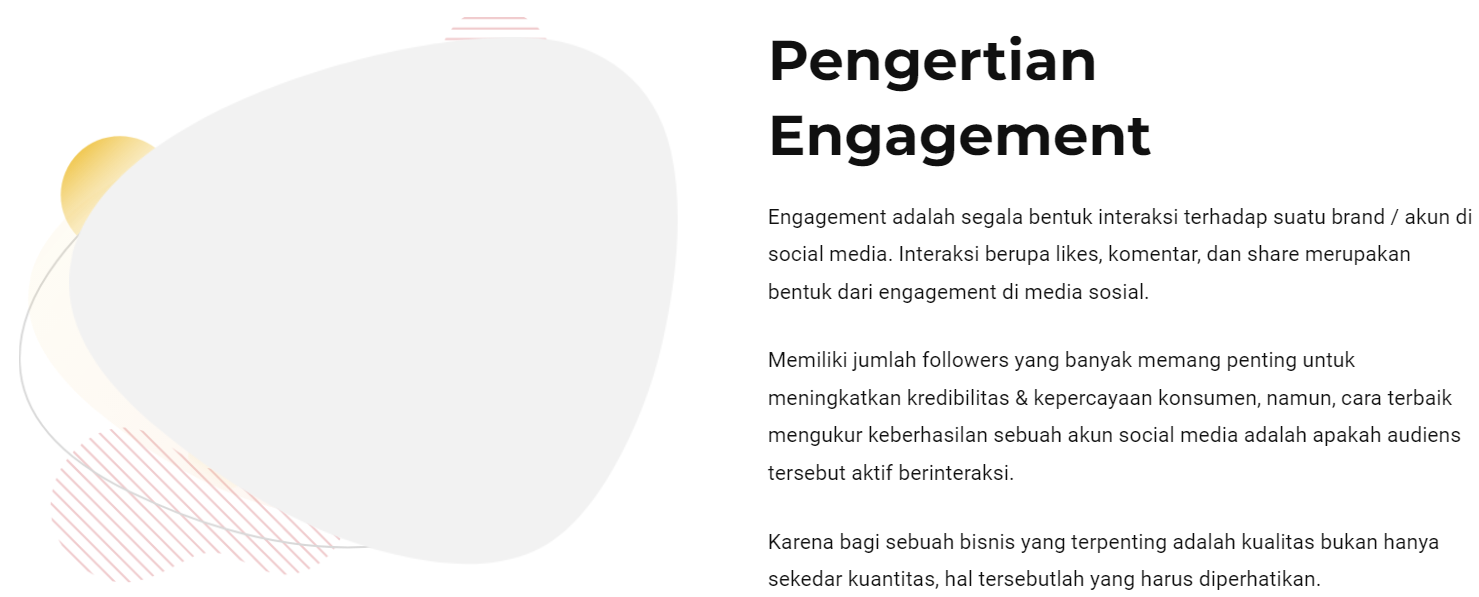 Pengertian
Engagement
Engagement adalah segala bentuk interaksi terhadap suatu brand / akun di
social media. Interaksi berupa likes, komentar, dan share merupakan
bentuk dari engagement di media sosial.
Memiliki jumlah followers yang banyak memang penting untuk
meningkatkan kredibilitas & kepercayaan konsumen, namun, cara terbaik
mengukur keberhasilan sebuah akun social media adalah apakah audiens
tersebut aktif berinteraksi.
Karena bagi sebuah bisnis yang terpenting adalah kualitas bukan hanya
sekedar kuantitas, hal tersebutlah yang harus diperhatikan.